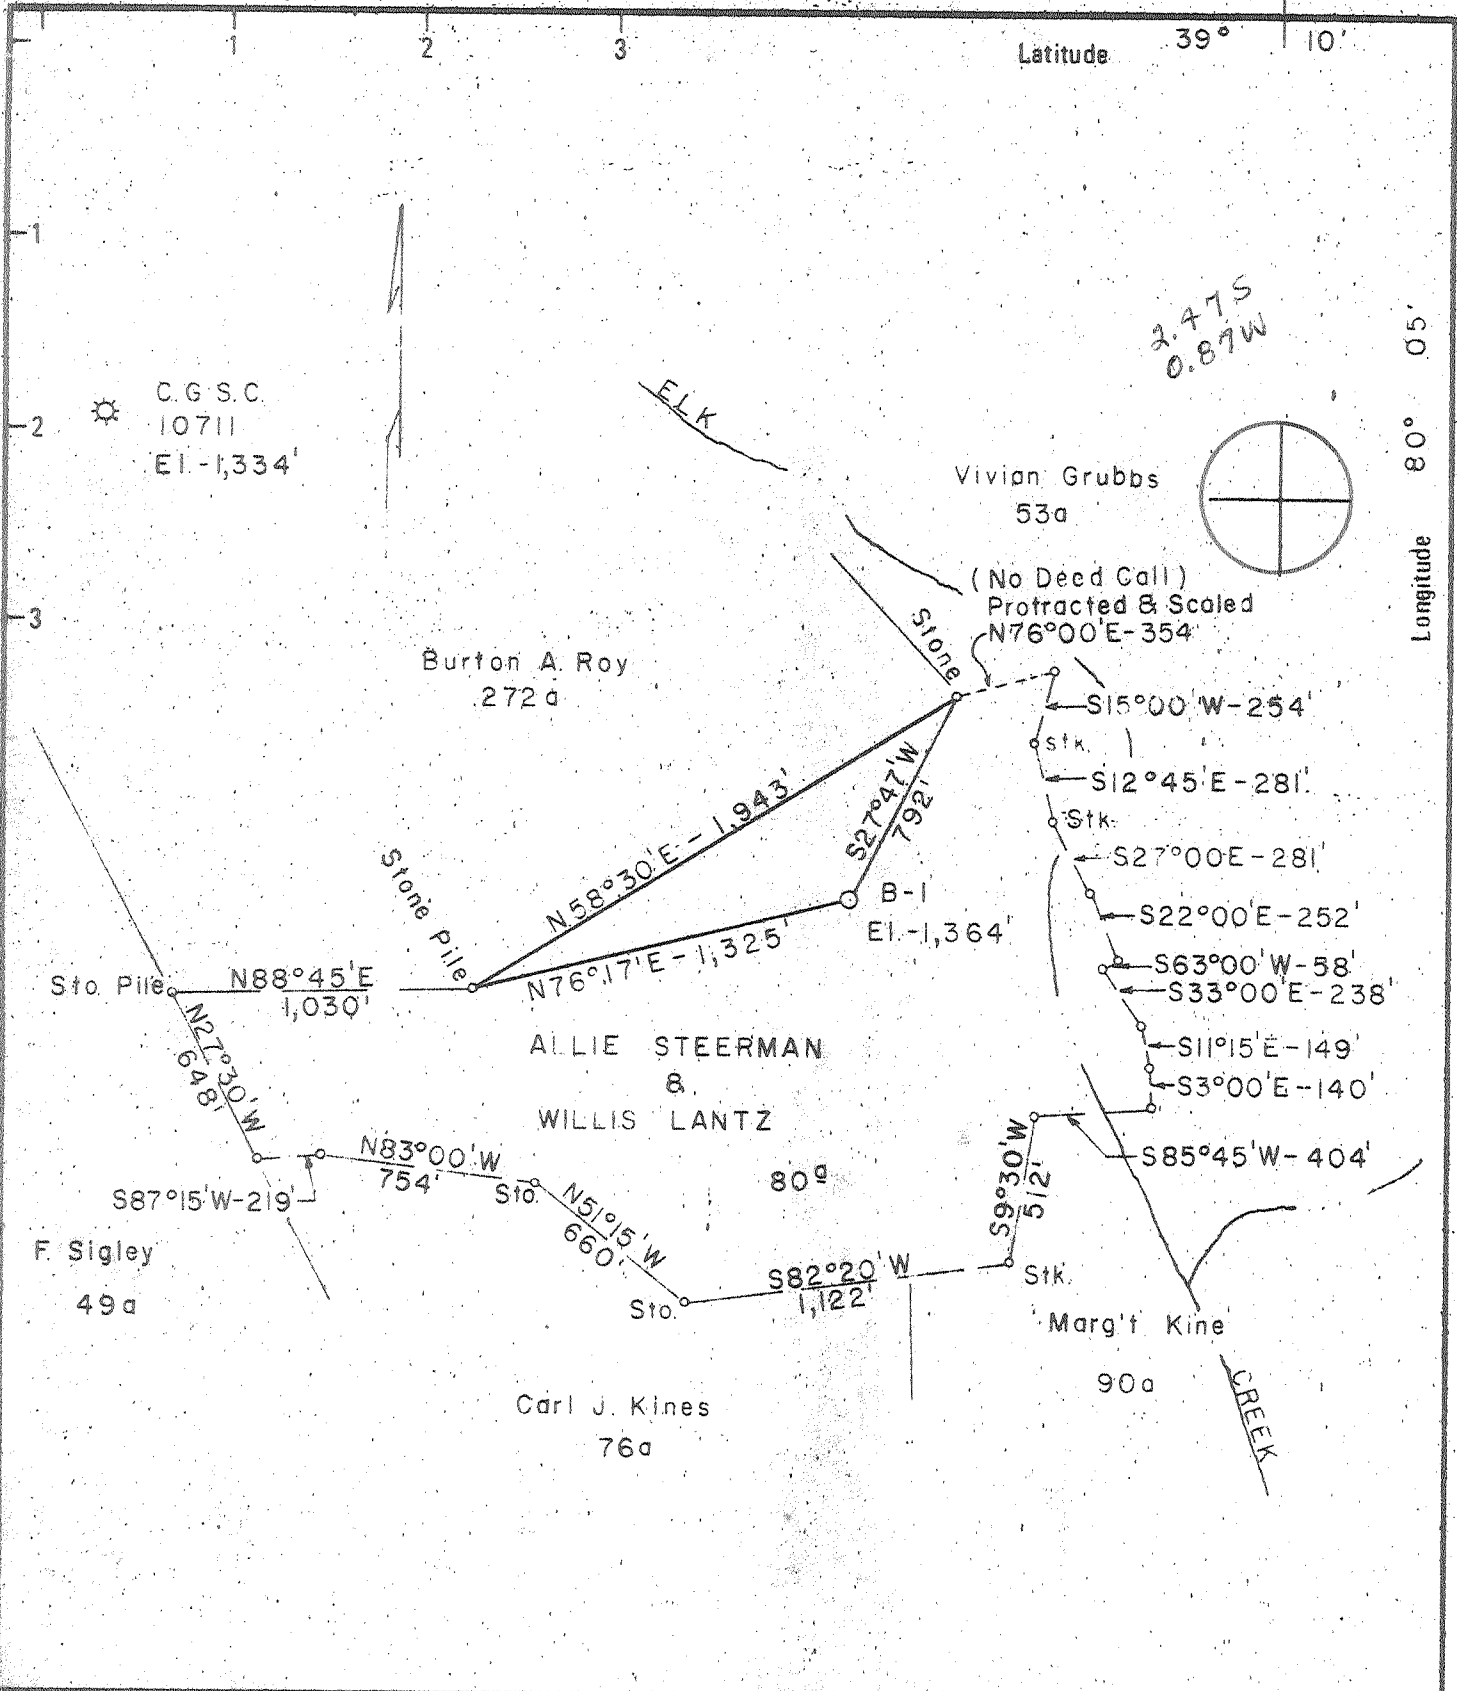 1
2
3
Latitude 39° 10'
1
2
3
2.47 S
0.87 W
80° 05'
Longitude
C.G.S.C.
10711
El.-1,334'
ELK
Vivian Grubbs
53a
(No Deed Call)
Protracted & Scaled
N76°00'E-354'
Stone
Burton A. Roy
272a
S15°00'W-254'
stk.
S12°45'E-281'
Stk.
S27°00'E-281'
S22°00'E-252'
S63°00'W-58'
S33°00'E-238'
S11°15'E-149'
S3°00'E-140'
S85°45'W-404'
N58°30'E-1,943'
S27°47'W
792'
B-1
El.-1,364'
N76°17'E-1,325'
Stone Pile
Sto. Pile
N88°45'E
1,030'
N27°30'W
648'
ALLIE STEERMAN
&
WILLIS LANTZ
80a
N83°00'W
754'
Sto.
S87°15'W-219'
N51°15'W
660'
Sto.
S82°20'W
1,122'
S9°30'W
512'
Stk.
F. Sigley
49a
Marg't Kine
90a
CREEK
Carl J. Kines
76a